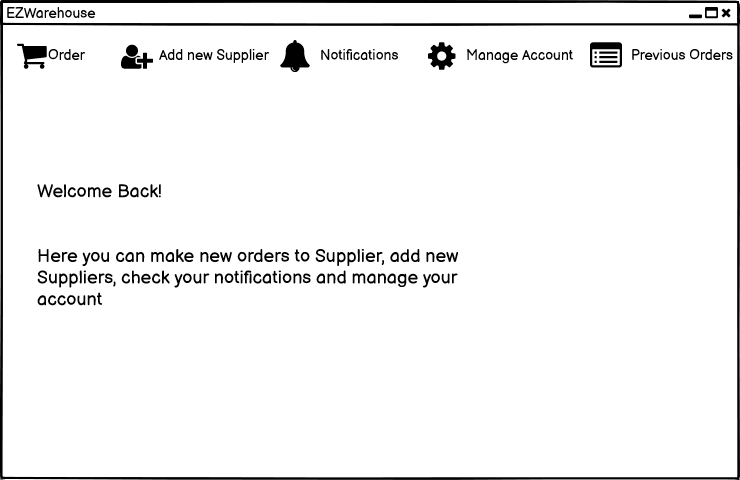 EZWarehouse
Order Add new Supplier Notifications Manage Account Previous Orders
Welcome Back!
Here you can make new orders to Supplier, add new
Suppliers, check your notifications and manage your
account